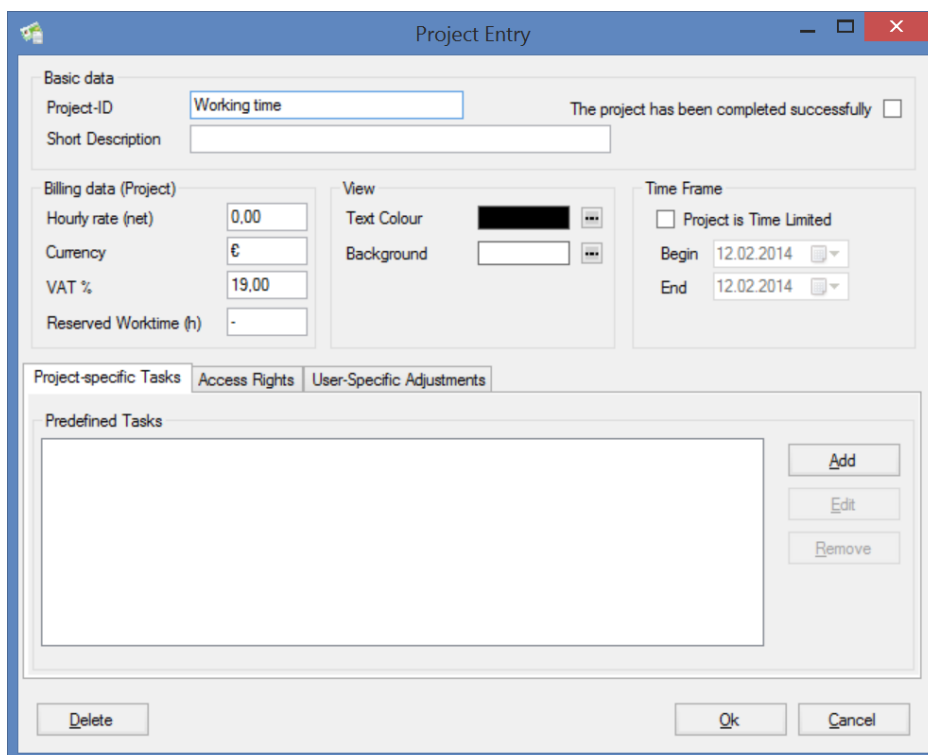 Project Entry
Basic data
Project-ID Working time The project has been completed successfully
Short Description
Billing data (Project)
Hourly rate (net) 0,00
Currency €
VAT % 19,00
Reserved Worktime (h) -
View
Text Colour
Background
Time Frame
Project is Time Limited
Begin 12.02.2014
End 12.02.2014
Project-specific Tasks Access Rights User-Specific Adjustments
Predefined Tasks
Add
Edit
Remove
Delete Ok Cancel